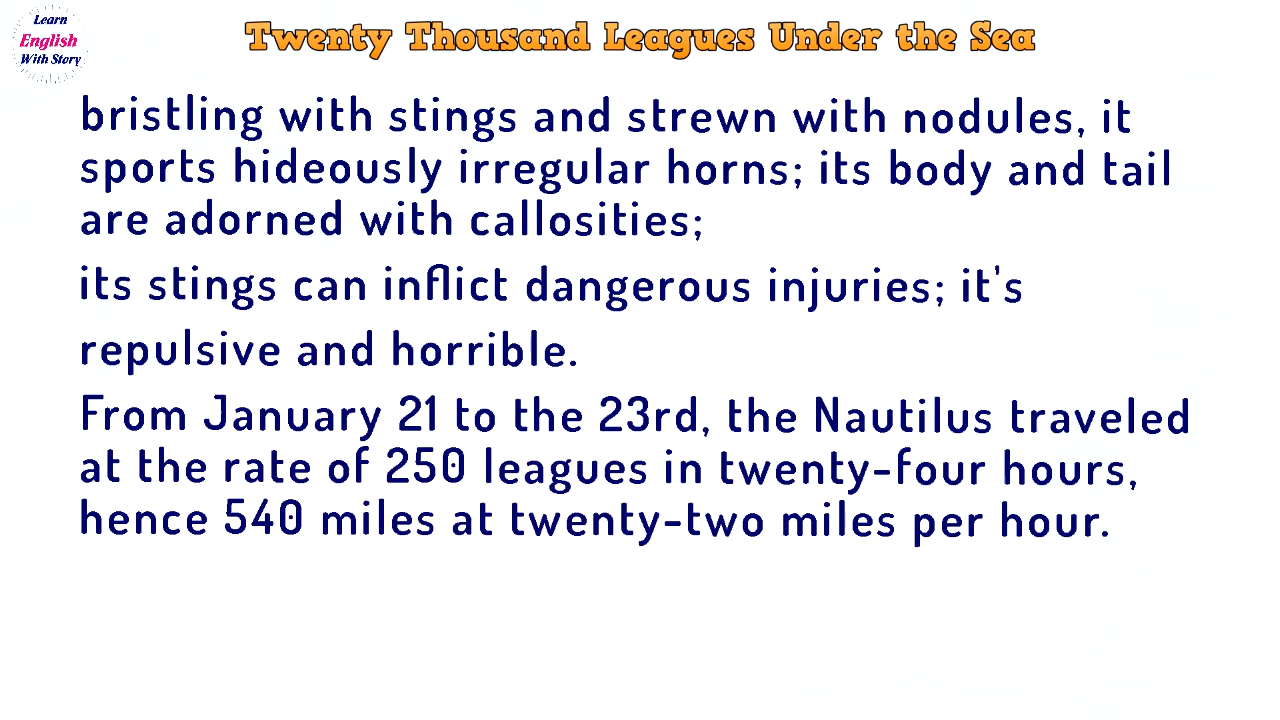 Learn
English
With Story
Twenty Thousand Leagues Under the Sea
bristling with stings and strewn with nodules, it
sports hideously irregular horns; its body and tail
are adorned with callosities;
its stings can inflict dangerous injuries; it's
repulsive and horrible.
From January 21 to the 23rd, the Nautilus traveled
at the rate of 250 leagues in twenty-four hours,
hence 540 miles at twenty-two miles per hour.